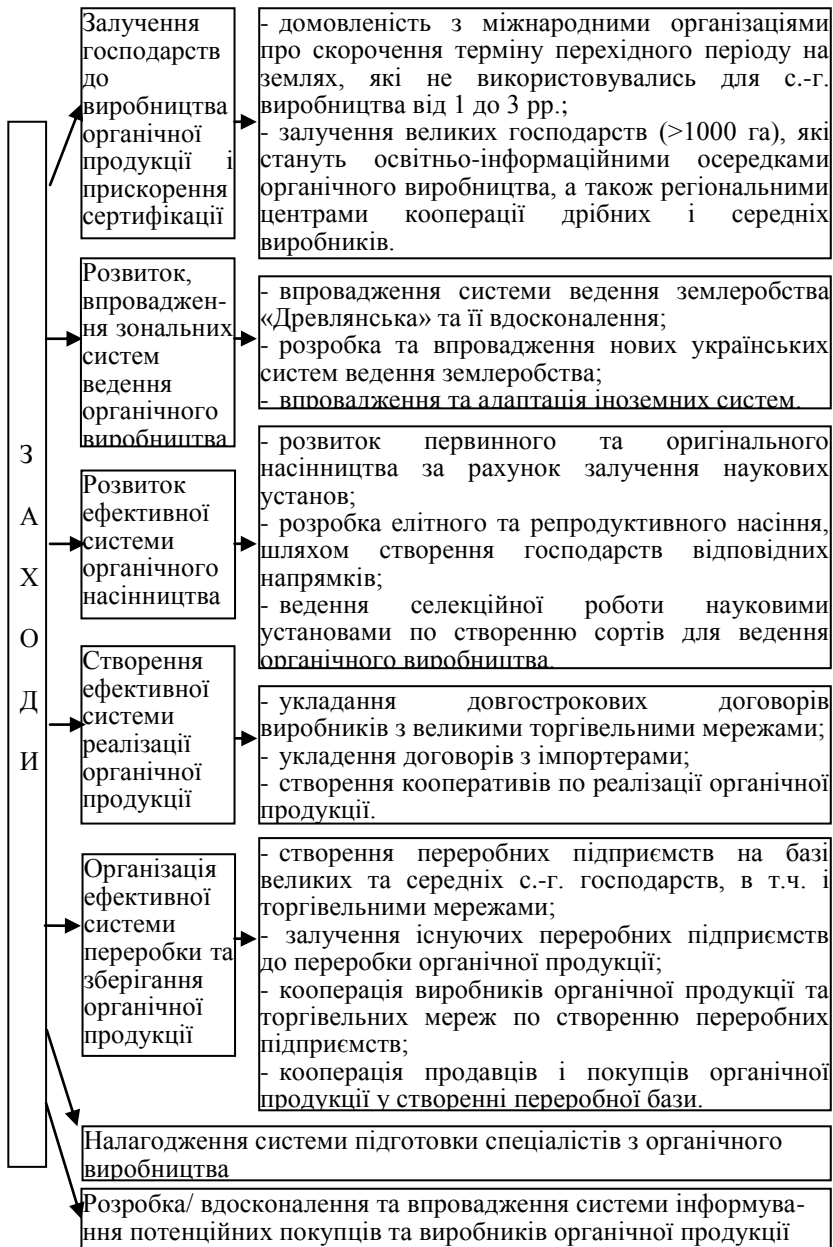 Залучення
господарств
до
виробництва
органічної
продукції і
прискорення
сертифікації
- домовленість з міжнародними організаціями
про скорочення терміну перехідного періоду на
землях, які не використовувались для с.-г.
виробництва від 1 до 3 рр.;
- залучення великих господарств (>1000 га), які
стануть освітньо-інформаційними осередками
органічного виробництва, а також регіональними
центрами кооперації дрібних і середніх
виробників.
Розвиток,
впроваджен-
ня зональних
систем
ведення
органічного
виробництва
- впровадження системи ведення землеробства
«Древлянська» та її вдосконалення;
- розробка та впровадження нових українських
систем ведення землеробства;
- впровадження та адаптація іноземних систем.
З
А
Х
О
Д
И
Розвиток
ефективної
системи
органічного
насінництва
- розвиток первинного та оригінального
насінництва за рахунок залучення наукових
установ;
- розробка елітного та репродуктивного насіння,
шляхом створення господарств відповідних
напрямків;
- ведення селекційної роботи науковими
установами по створенню сортів для ведення
органічного виробництва.
Створення
ефективної
системи
реалізації
органічної
продукції
- укладання довгострокових договорів
виробників з великими торгівельними мережами;
- укладення договорів з імпортерами;
- створення кооперативів по реалізації органічної
продукції.
Організація
ефективної
системи
переробки та
зберігання
органічної
продукції
- створення переробних підприємств на базі
великих та середніх с.-г. господарств, в т.ч. і
торгівельними мережами;
- залучення існуючих переробних підприємств
до переробки органічної продукції;
- кооперація виробників органічної продукції та
торгівельних мереж по створенню переробних
підприємств;
- кооперація продавців і покупців органічної
продукції у створенні переробної бази.
Налагодження системи підготовки спеціалістів з органічного
виробництва
Розробка/ вдосконалення та впровадження системи інформува-
ння потенційних покупців та виробників органічної продукції